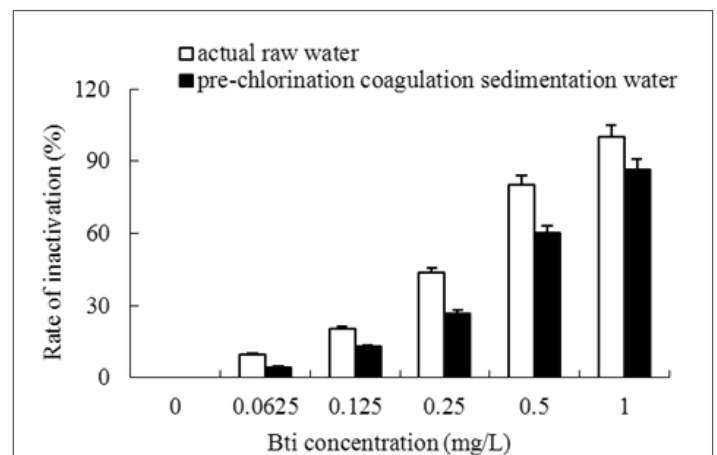 actual raw water
pre-chlorination coagulation sedimentation water
Rate of inactivation (%)
120
90
60
30
0
0 0.0625 0.125 0.25 0.5 1
Bti concentration (mg/L)